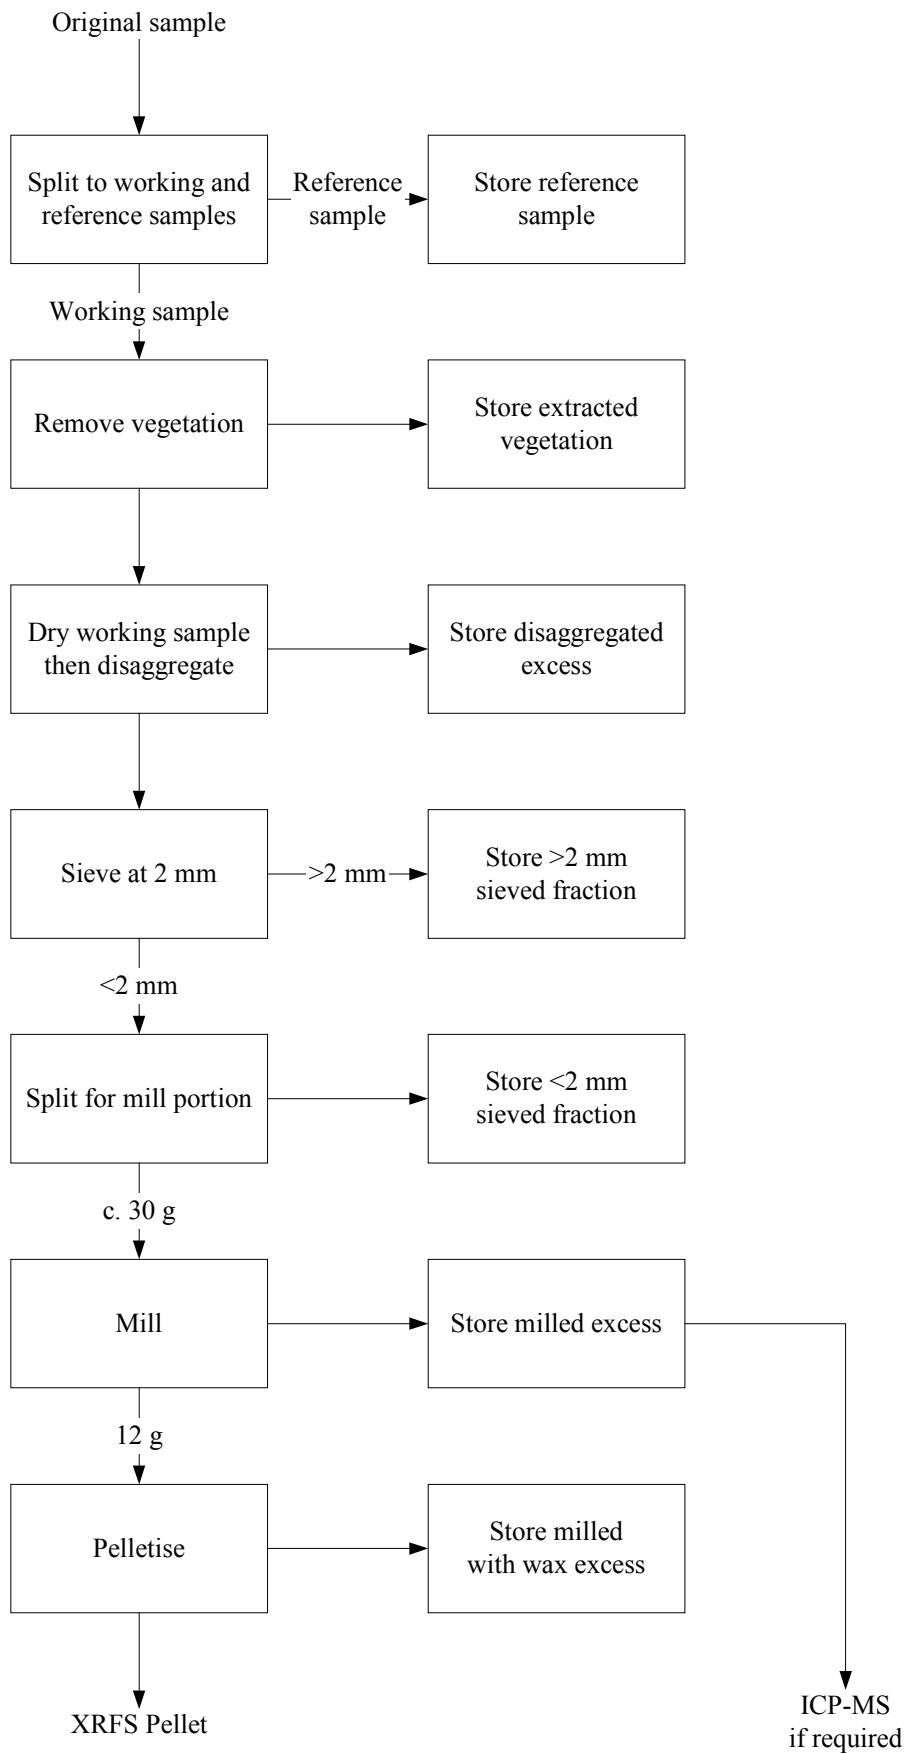 Original sample
Split to working and
reference samples
Reference
sample
Store reference
sample
Working sample
Remove vegetation
Store extracted
vegetation
Dry working sample
then disaggregate
Store disaggregated
excess
Sieve at 2 mm
>2 mm
Store >2 mm
sieved fraction
<2 mm
Split for mill portion
Store <2 mm
sieved fraction
c. 30 g
Mill
Store milled excess
12 g
Pelletise
Store milled
with wax excess
XRFS Pellet
ICP-MS
if required